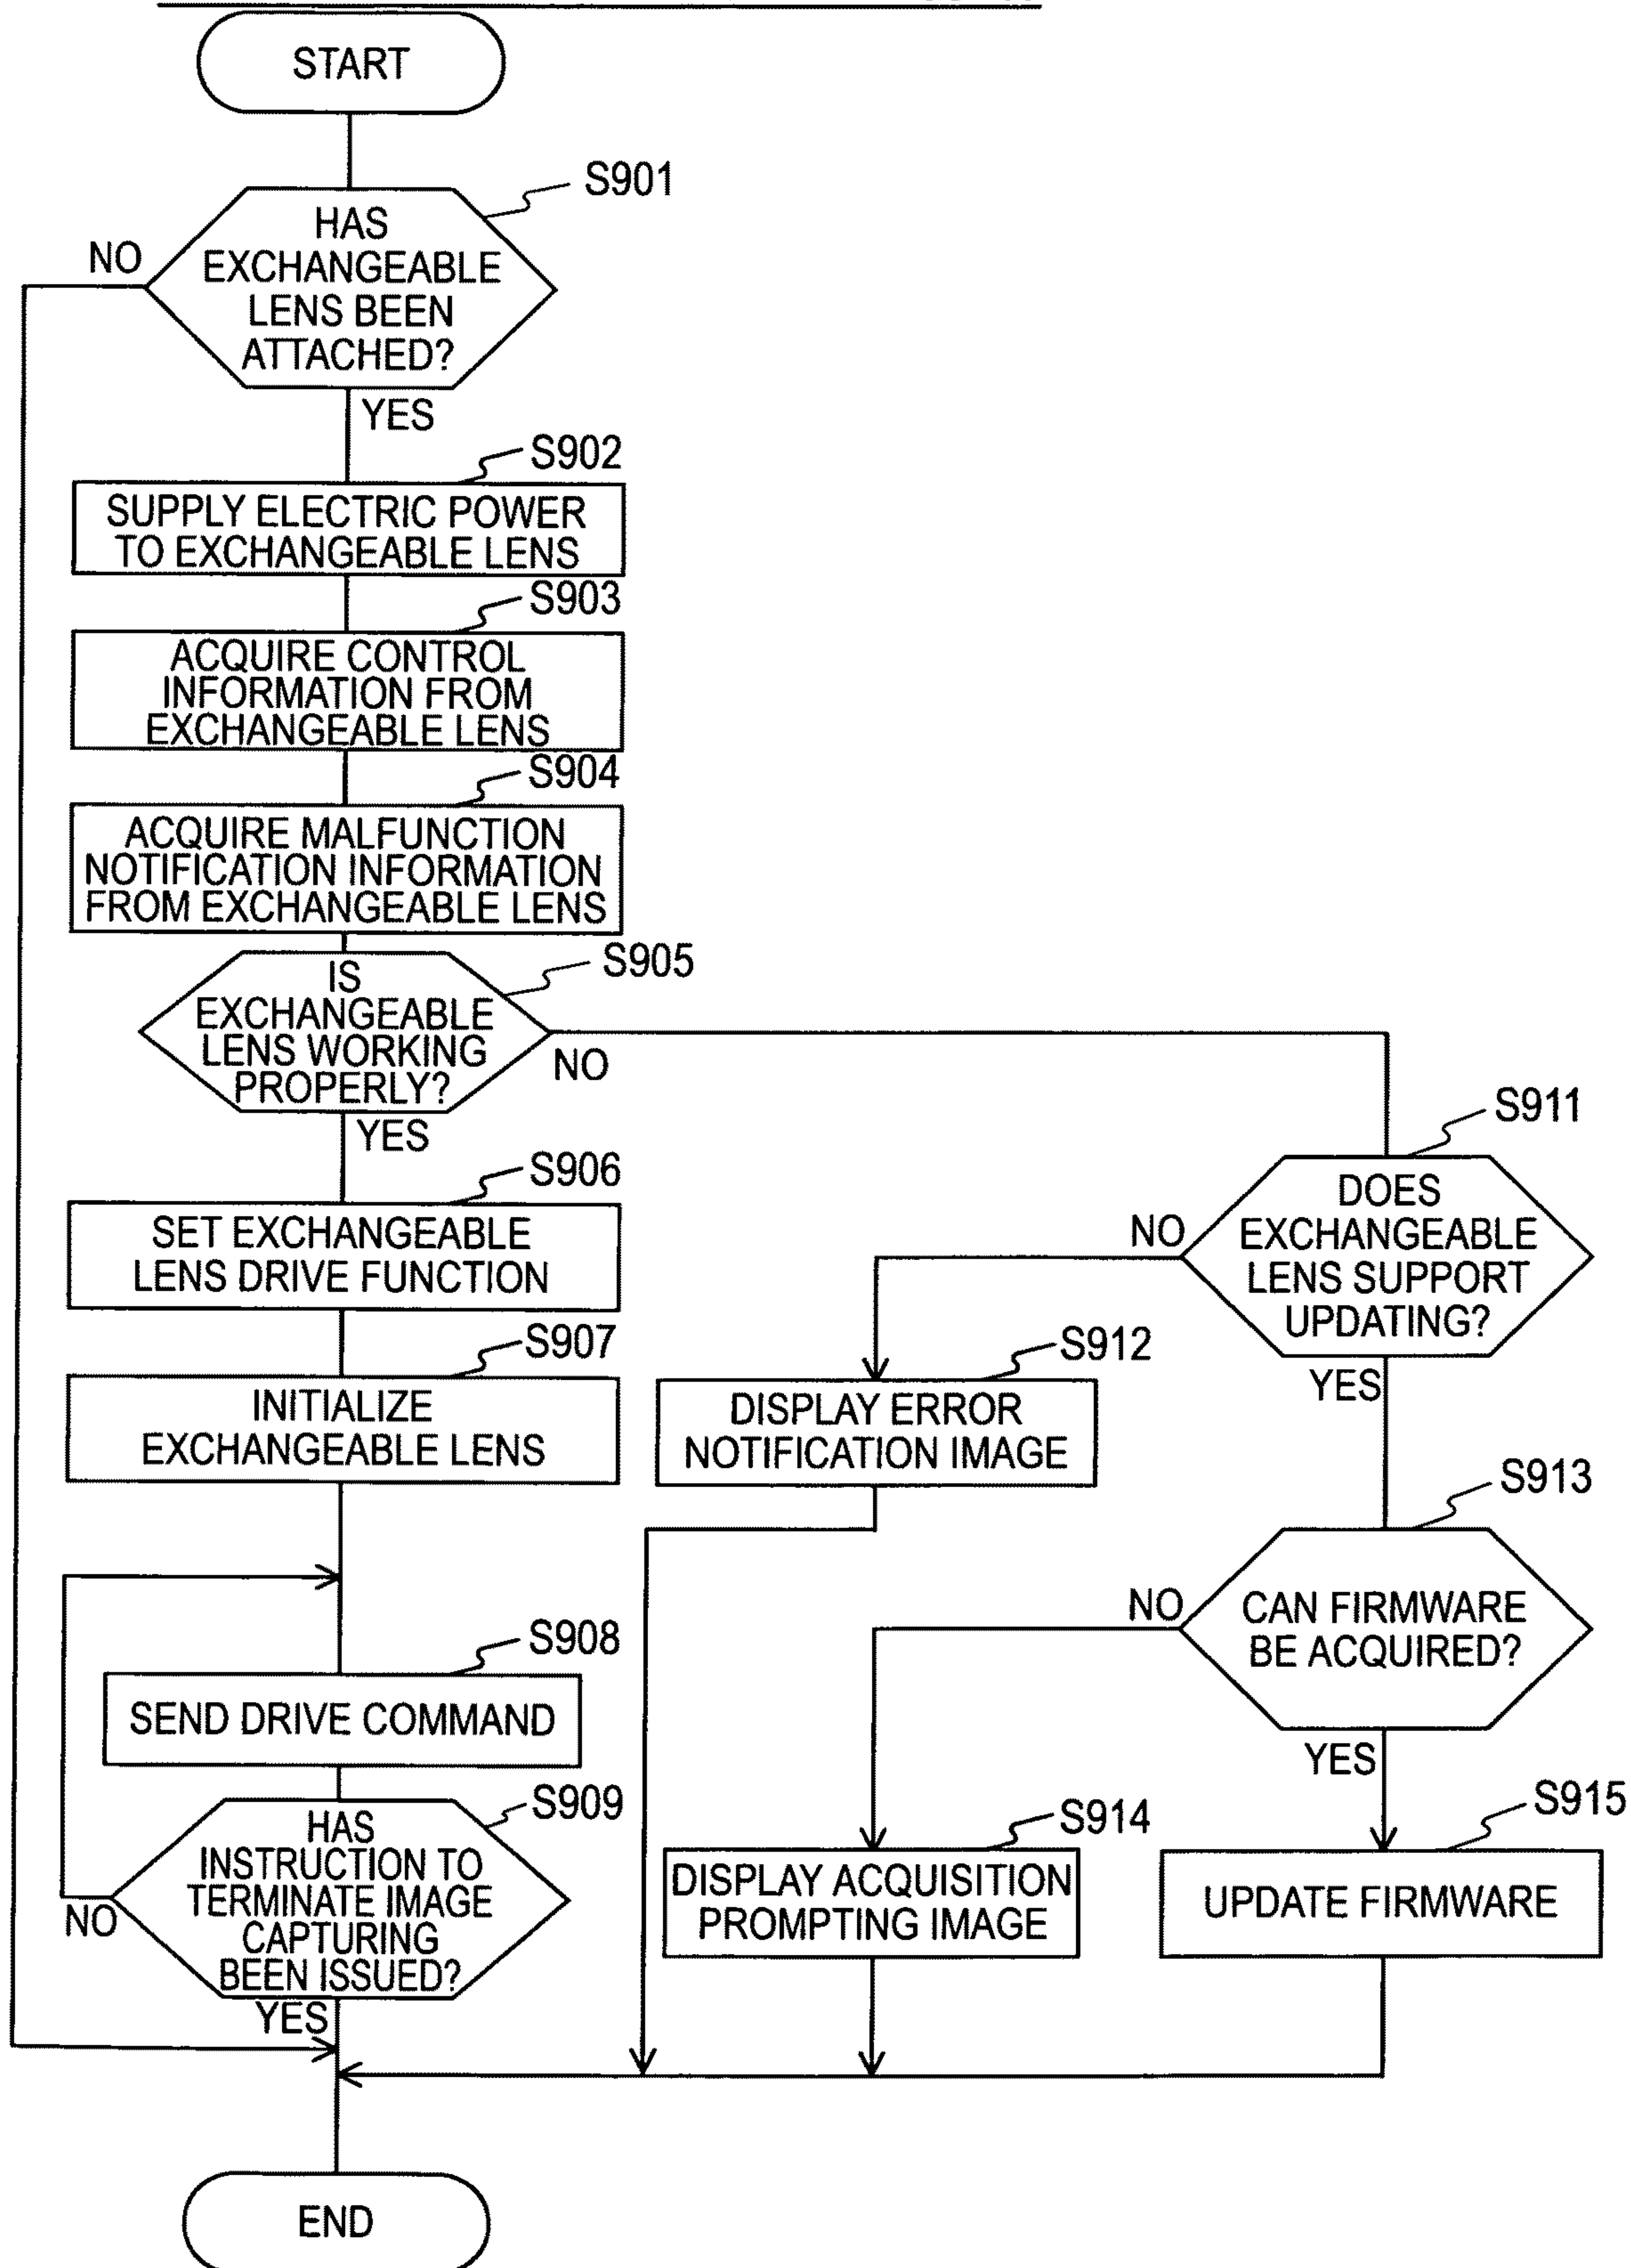 START
S901
HAS
EXCHANGEABLE
LENS BEEN
ATTACHED?
NO
YES
S902
SUPPLY ELECTRIC POWER
TO EXCHANGEABLE LENS
S903
ACQUIRE CONTROL
INFORMATION FROM
EXCHANGEABLE LENS
S904
ACQUIRE MALFUNCTION
NOTIFICATION INFORMATION
FROM EXCHANGEABLE LENS
S905
IS
EXCHANGEABLE
LENS WORKING
PROPERLY?
NO
YES
S906
SET EXCHANGEABLE
LENS DRIVE FUNCTION
S907
INITIALIZE
EXCHANGEABLE LENS
S908
SEND DRIVE COMMAND
S909
HAS
INSTRUCTION TO
TERMINATE IMAGE
CAPTURING
BEEN ISSUED?
NO
YES
S911
DOES
EXCHANGEABLE
LENS SUPPORT
UPDATING?
NO
YES
S912
DISPLAY ERROR
NOTIFICATION IMAGE
S913
CAN FIRMWARE
BE ACQUIRED?
NO
YES
S914
DISPLAY ACQUISITION
PROMPTING IMAGE
S915
UPDATE FIRMWARE
END